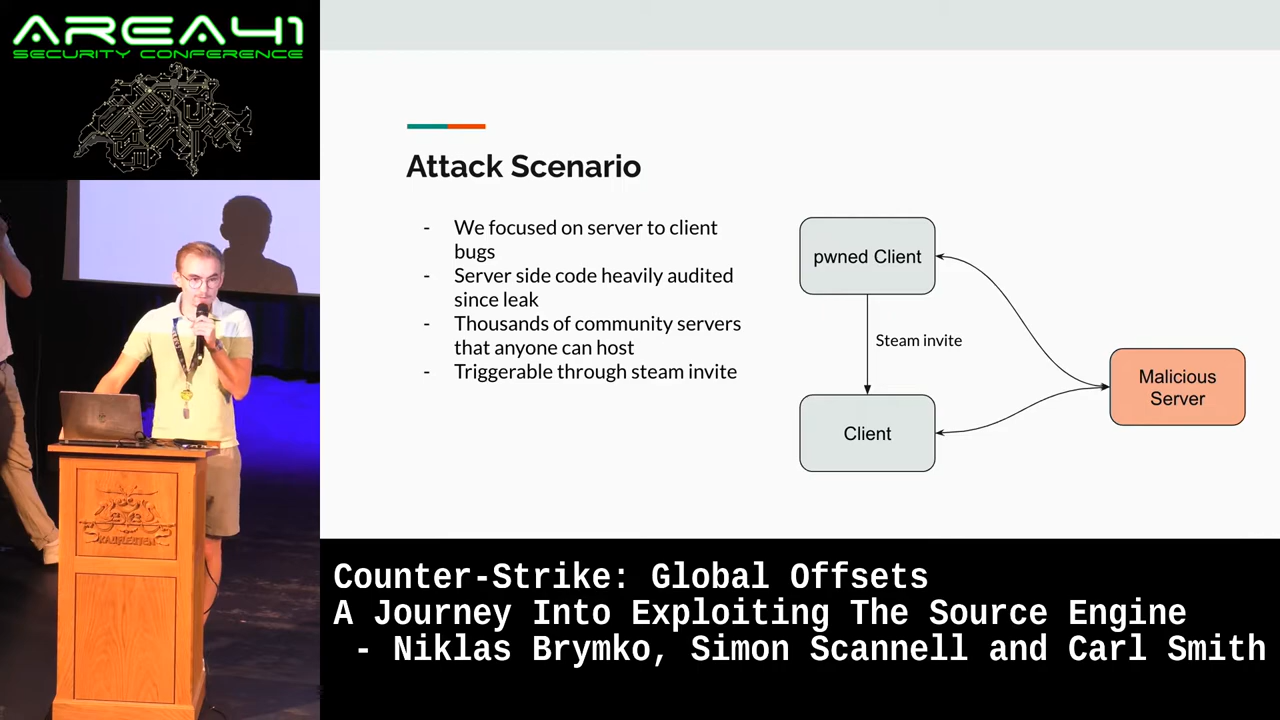 AREA41
SECURITY CONFERENCE
Attack Scenario
- We focused on server to client
bugs
- Server side code heavily audited
since leak
- Thousands of community servers
that anyone can host
- Triggerable through steam invite
pwned Client
Steam invite
Malicious
Server
Client
KAUFLEUTEN
Counter-Strike: Global Offsets
A Journey Into Exploiting The Source Engine
- Niklas Brymko, Simon Scannell and Carl Smith